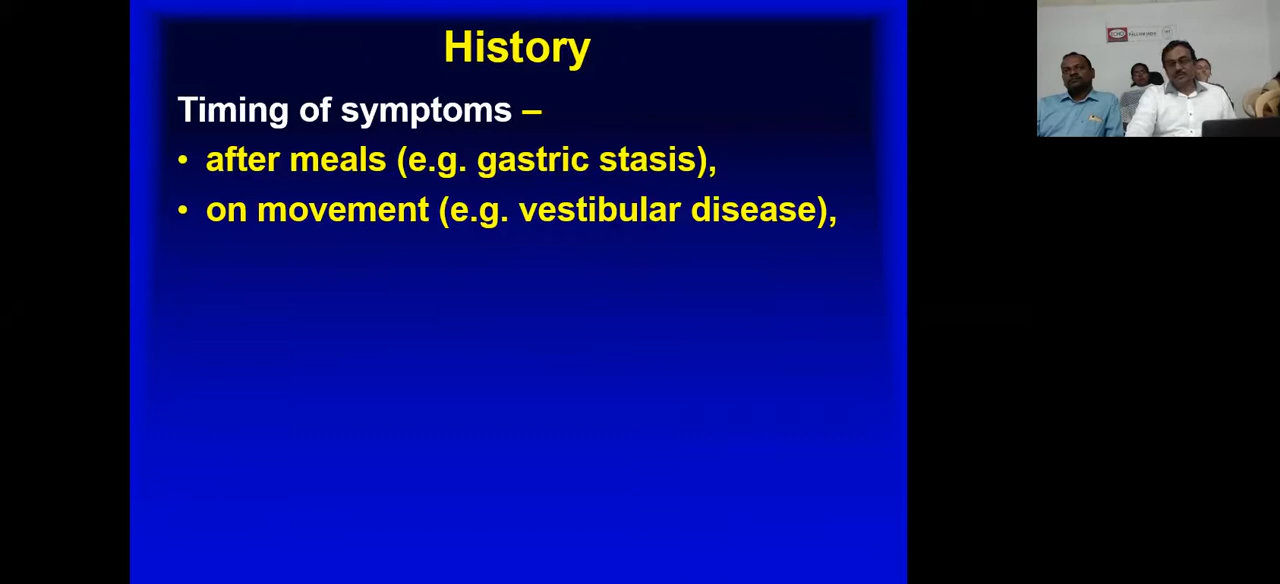 History
Timing of symptoms –
• after meals (e.g. gastric stasis),
• on movement (e.g. vestibular disease),